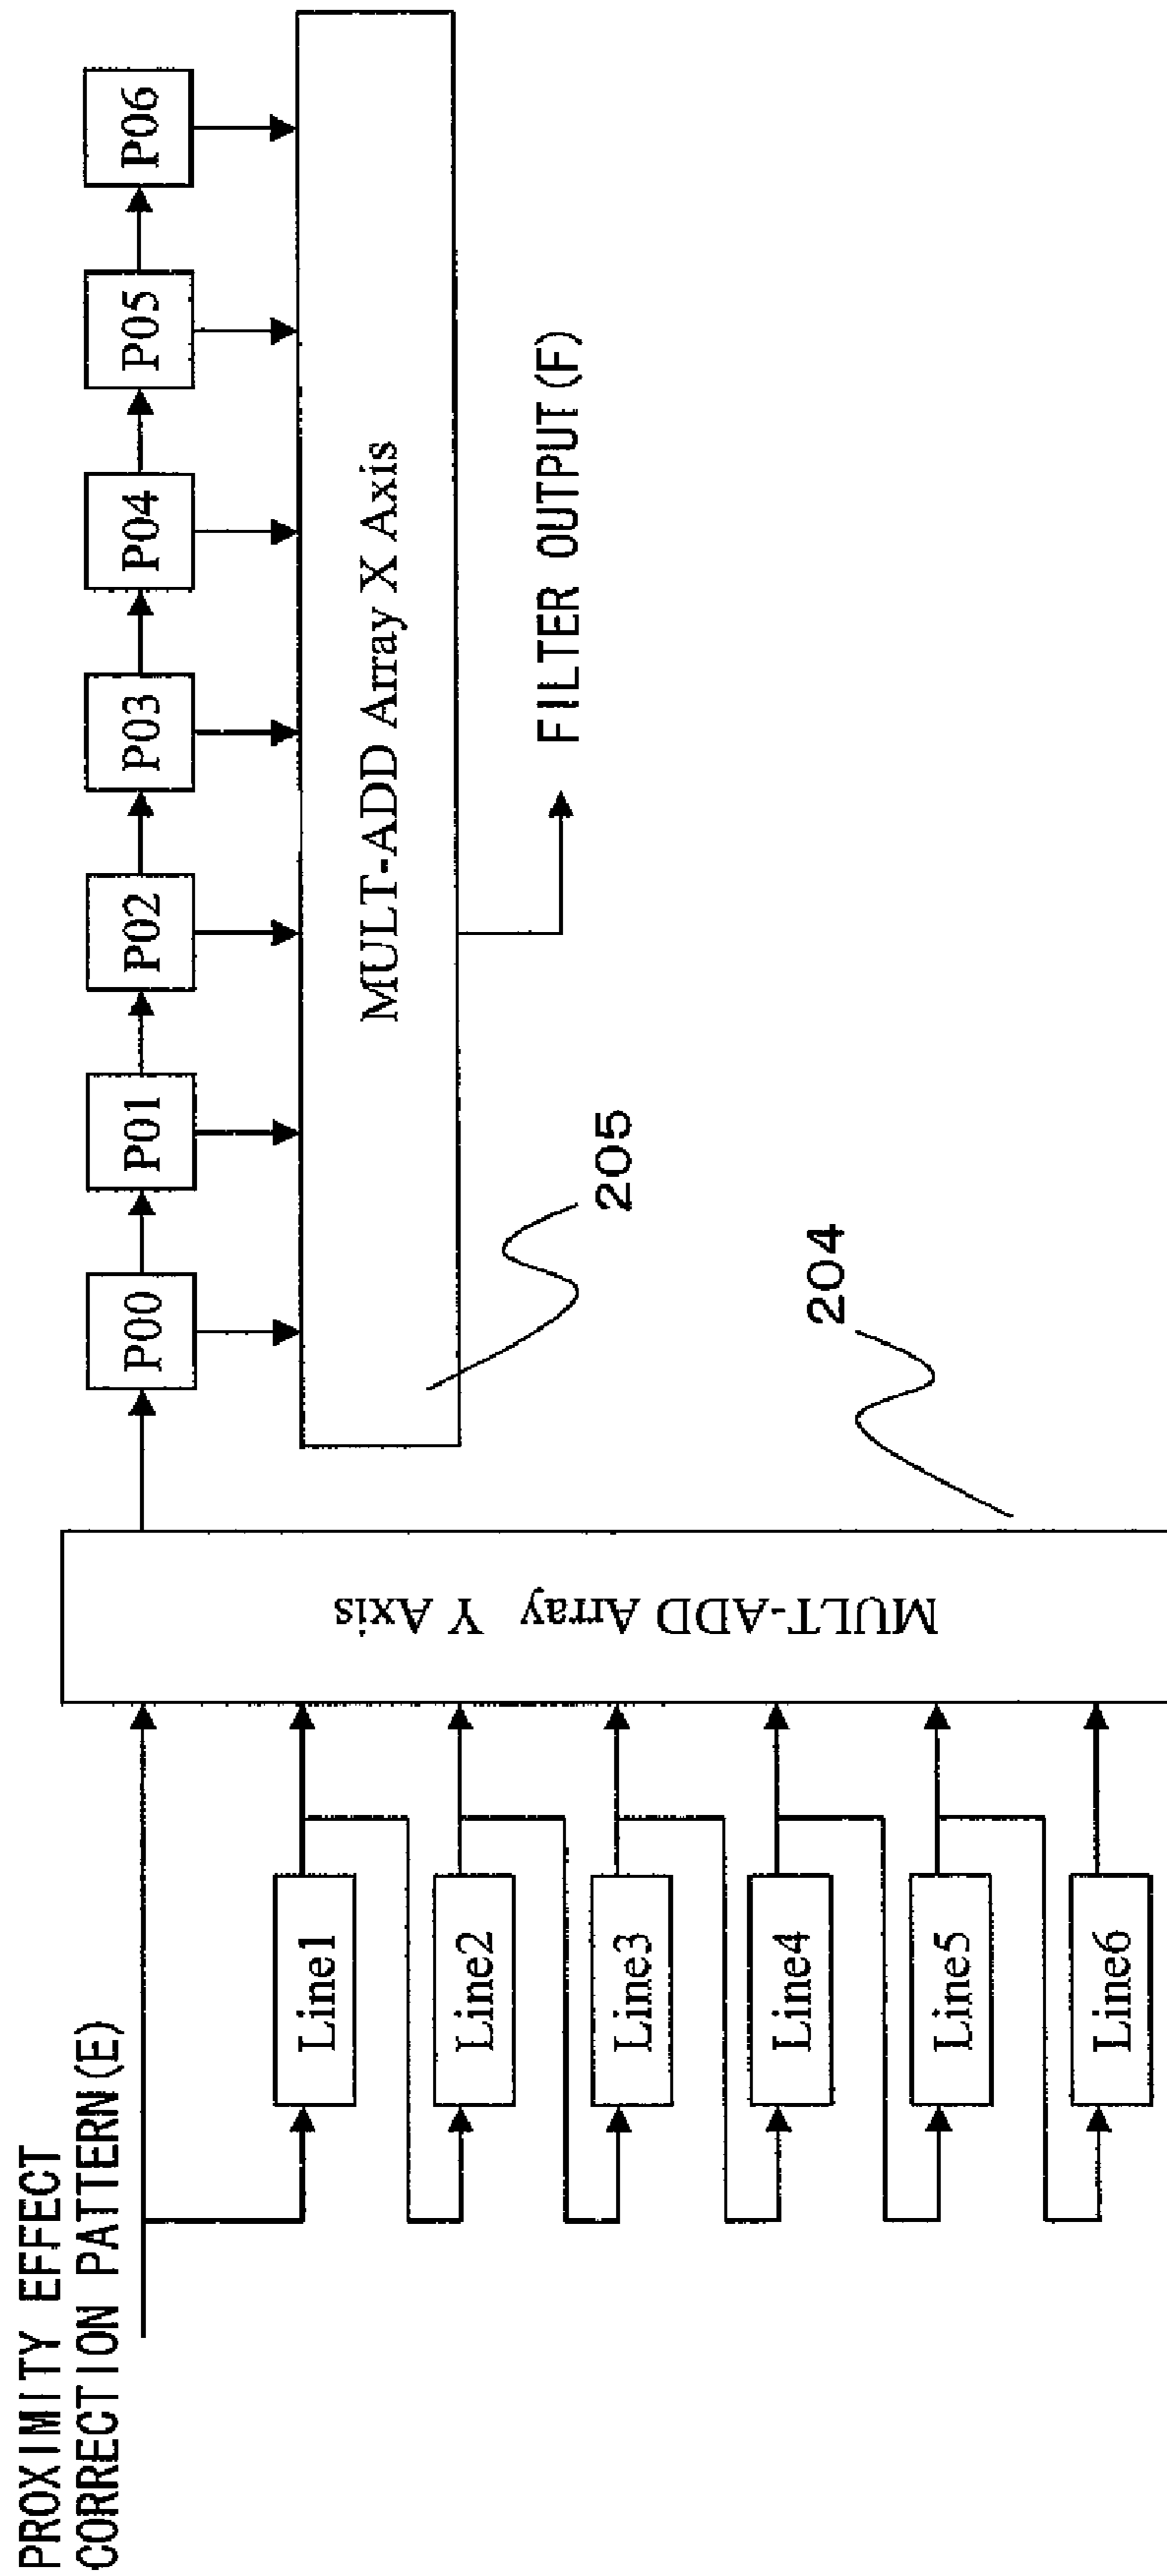 PROXIMITY EFFECT
CORRECTION PATTERN(E)
Line1
Line2
Line3
Line4
Line5
Line6
MULT-ADD Array Y Axis
204
P00
P01
P02
P03
P04
P05
P06
MULT-ADD Array X Axis
205
FILTER OUTPUT(F)